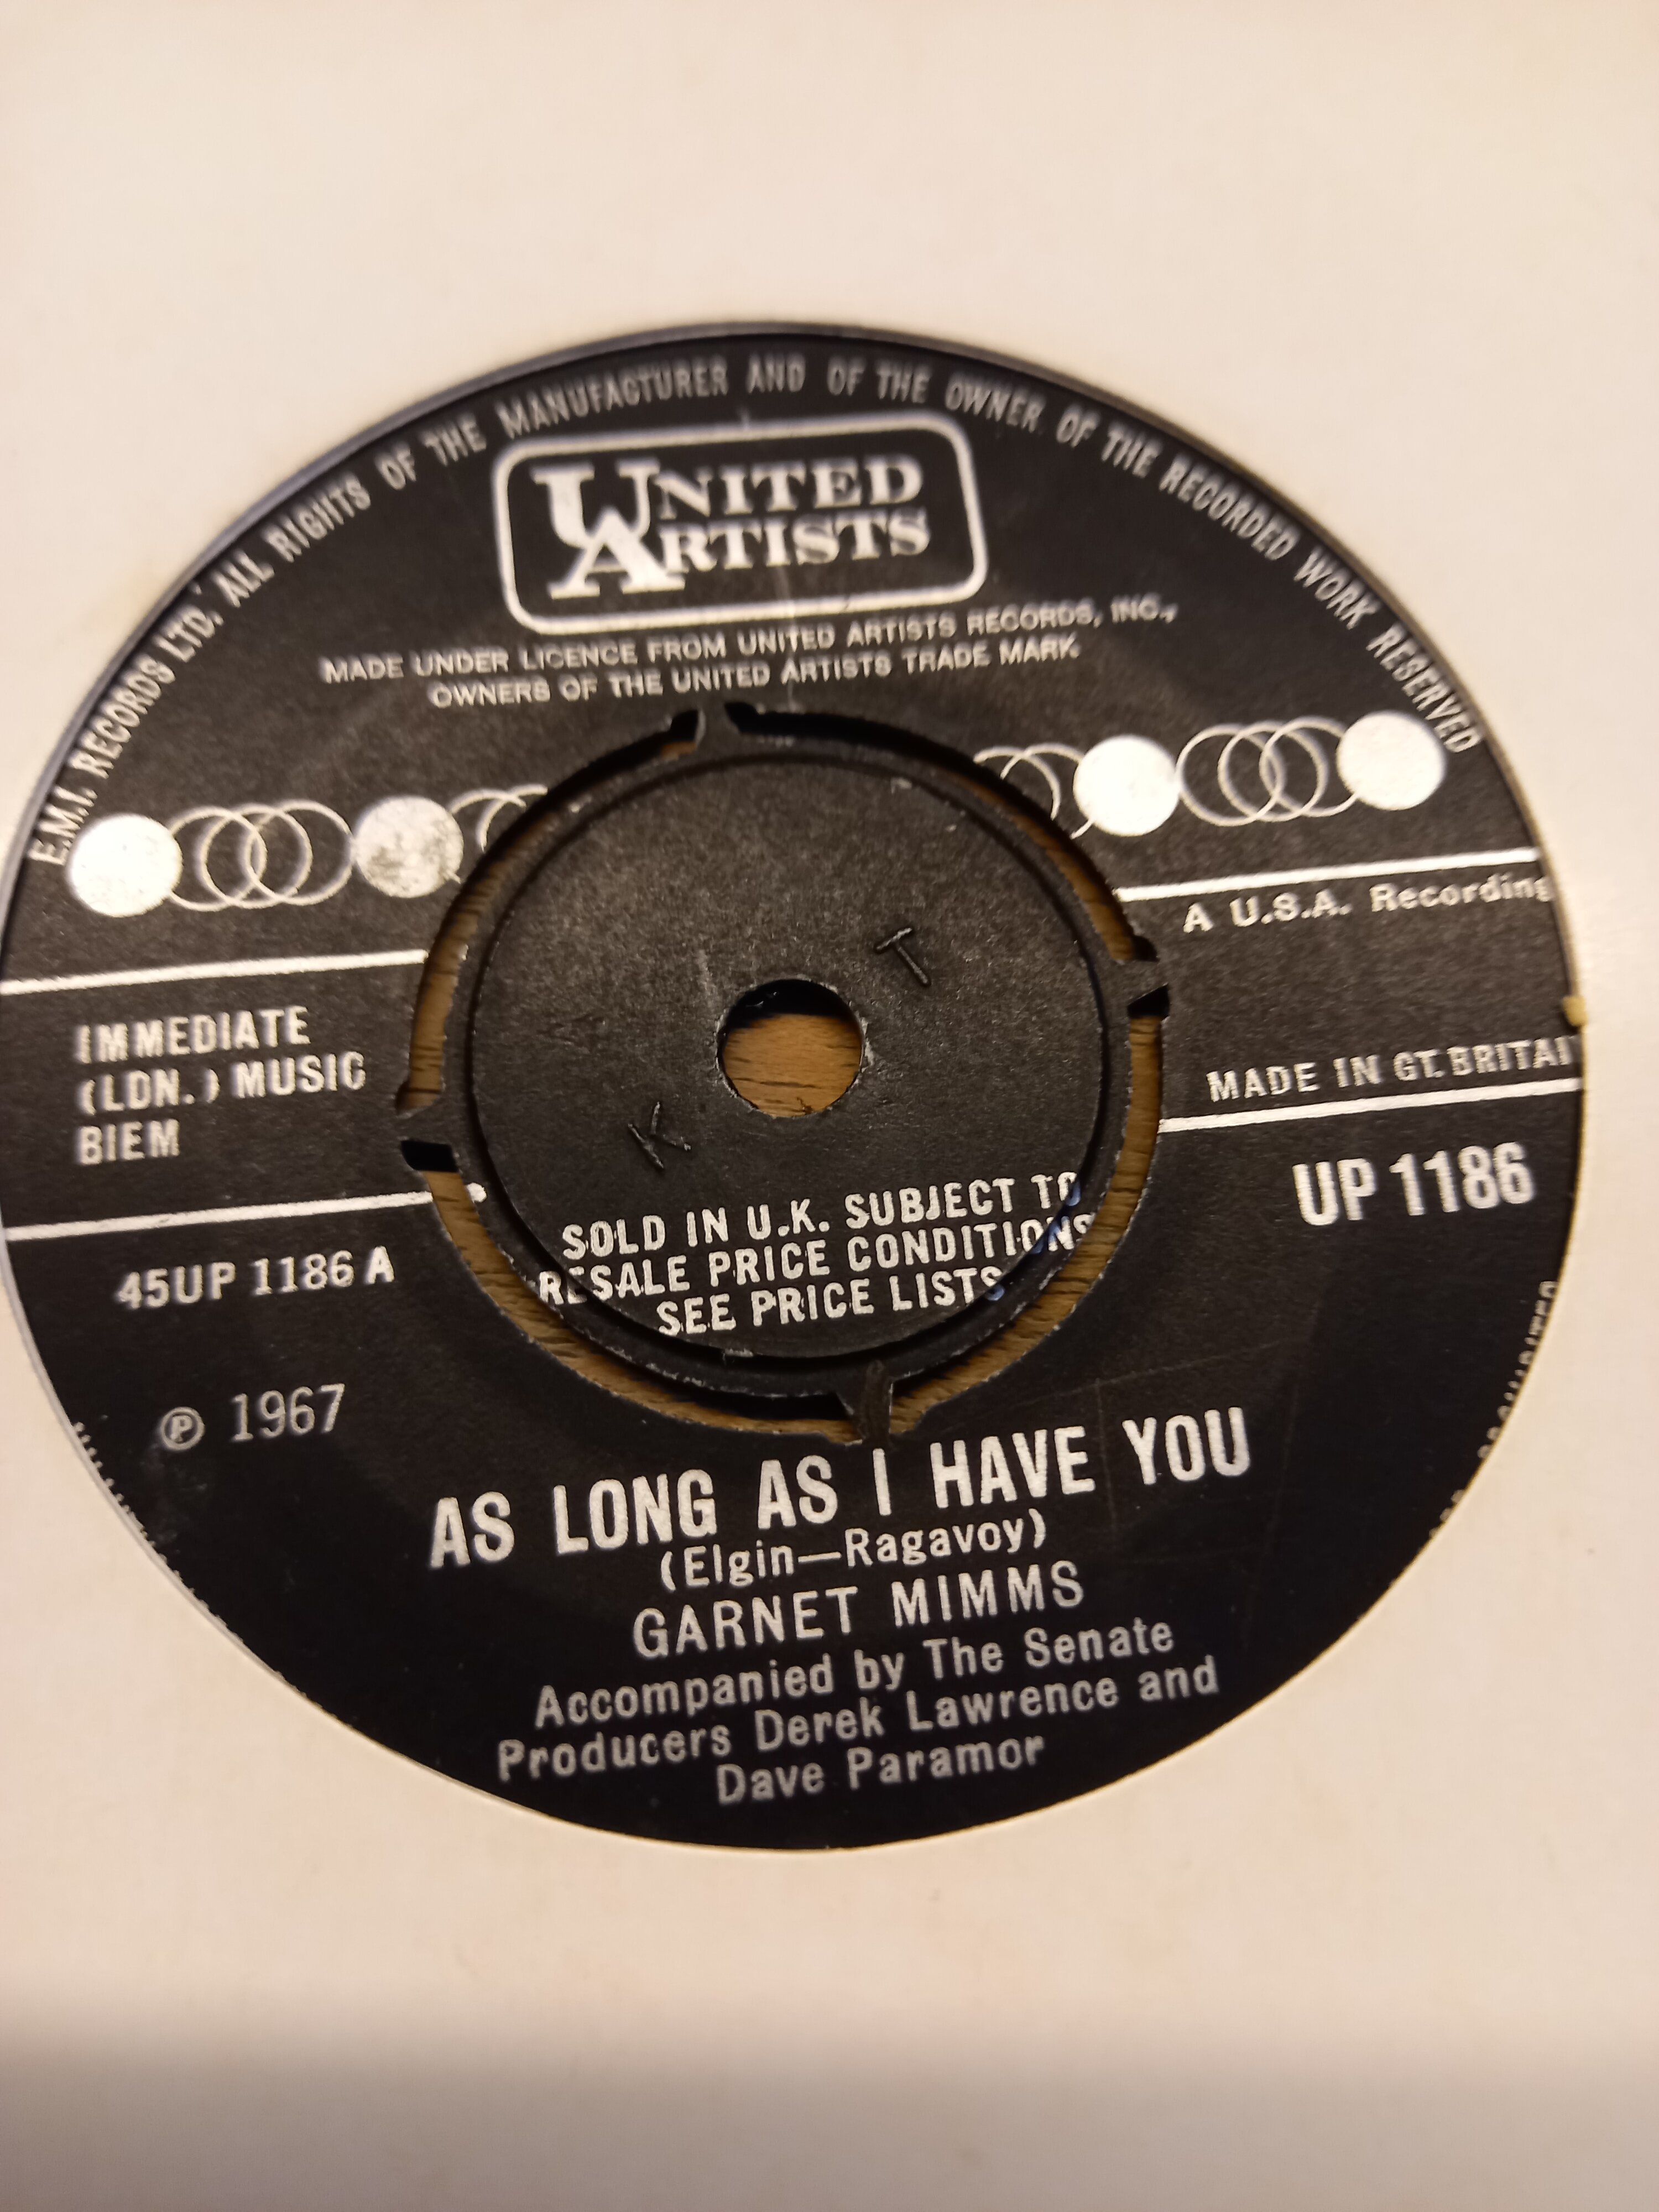 E.M.I. RECORDS LTD. ALL RIGHTS OF THE MANUFACTURER AND OF THE OWNER OF THE RECORDED WORK RESERVED
UNITED
ARTISTS
MADE UNDER LICENCE FROM UNITED ARTISTS RECORDS, INC.,
OWNERS OF THE UNITED ARTISTS TRADE MARK.
A U.S.A. Recording
IMMEDIATE
(LDN.) MUSIC
BIEM
MADE IN GT. BRITAIN
T
K
SOLD IN U.K. SUBJECT TO
RESALE PRICE CONDITIONS
SEE PRICE LISTS
UP 1186
45UP 1186 A
℗ 1967
AS LONG AS I HAVE YOU
(Elgin—Ragavoy)
GARNET MIMMS
Accompanied by The Senate
Producers Derek Lawrence and
Dave Paramor